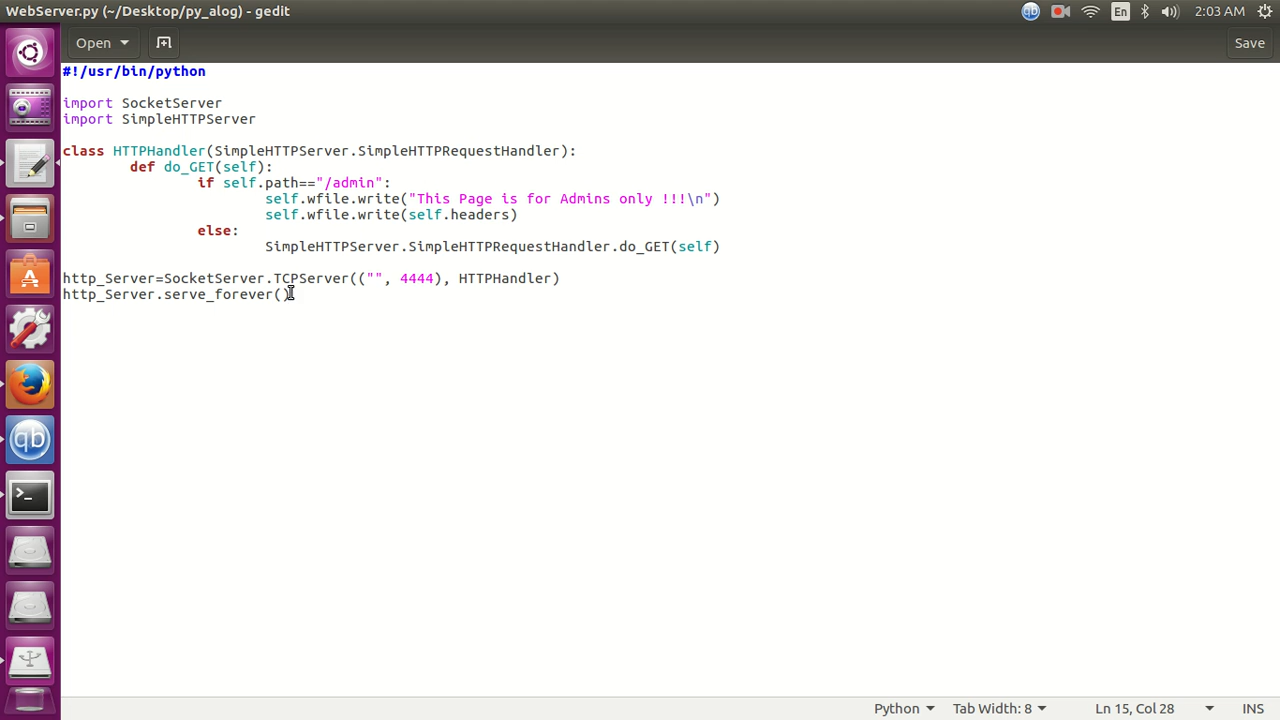 WebServer.py (~/Desktop/py_alog) - gedit
qb
En
2:03 AM
Open
Save
#!/usr/bin/python
import SocketServer
import SimpleHTTPServer
class HTTPHandler(SimpleHTTPServer.SimpleHTTPRequestHandler):
def do_GET(self):
if self.path=="/admin":
self.wfile.write("This Page is for Admins only !!!\n")
self.wfile.write(self.headers)
else:
SimpleHTTPServer.SimpleHTTPRequestHandler.do_GET(self)
http_Server=SocketServer.TCPServer(("", 4444), HTTPHandler)
http_Server.serve_forever()
qb
>_
Python
Tab Width: 8
Ln 15, Col 28
INS